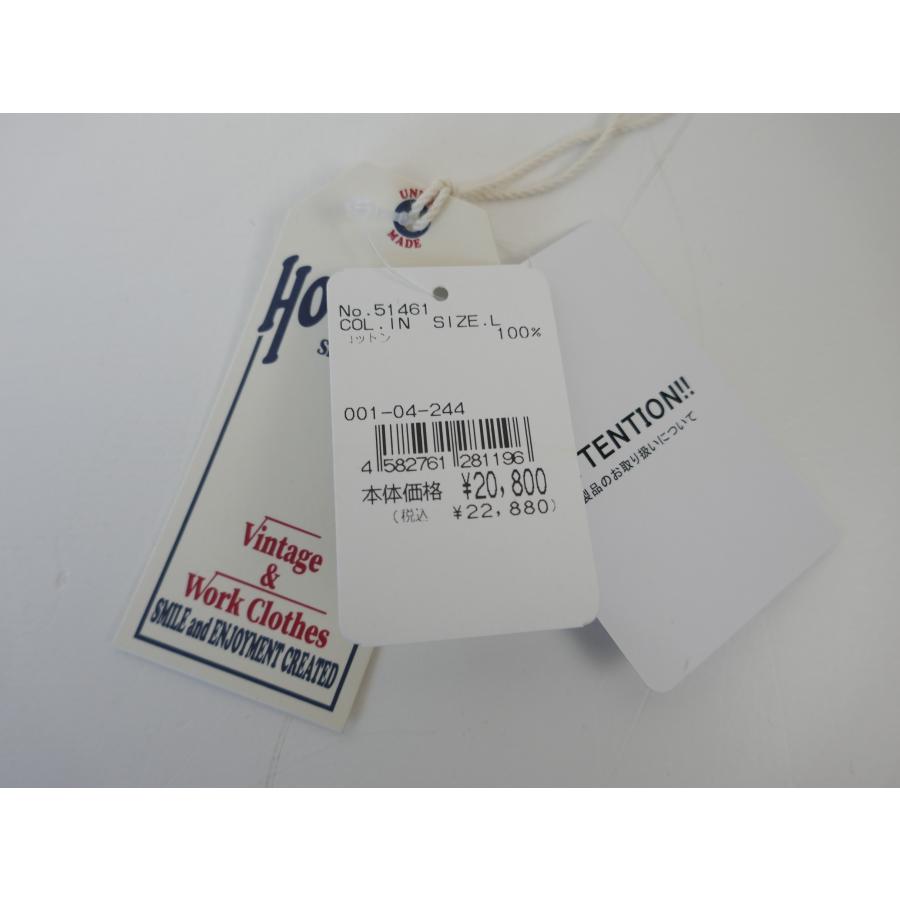 UNI
MADE
HO
S
No.51461
COL.IN SIZE.L
コットン 100%
001-04-244
4 582761 281196
本体価格 ¥20,800
(税込 ¥22,880)
TENTION!!
製品のお取り扱いについて
Vintage
&
Work Clothes
SMILE and ENJOYMENT CREATED